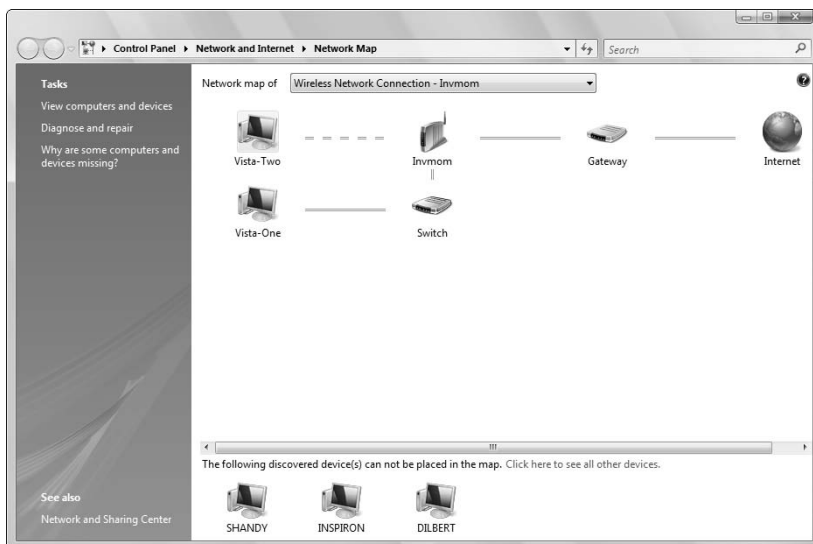 Control Panel ▸ Network and Internet ▸ Network Map
Search
Tasks
View computers and devices
Diagnose and repair
Why are some computers and
devices missing?
Network map of
Wireless Network Connection - Invmom
Vista-Two
Invmom
Gateway
Internet
Vista-One
Switch
The following discovered device(s) can not be placed in the map. Click here to see all other devices.
SHANDY
INSPIRON
DILBERT
See also
Network and Sharing Center